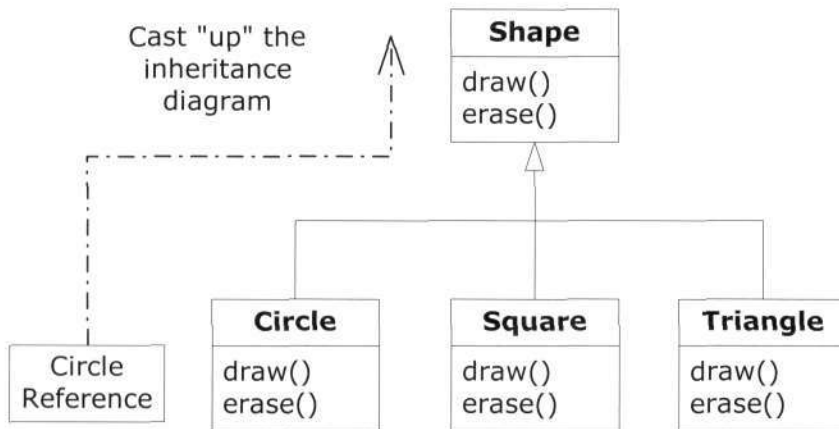 Cast "up" the
inheritance
diagram
Shape
draw()
erase()
Circle
Reference
Circle
draw()
erase()
Square
draw()
erase()
Triangle
draw()
erase()